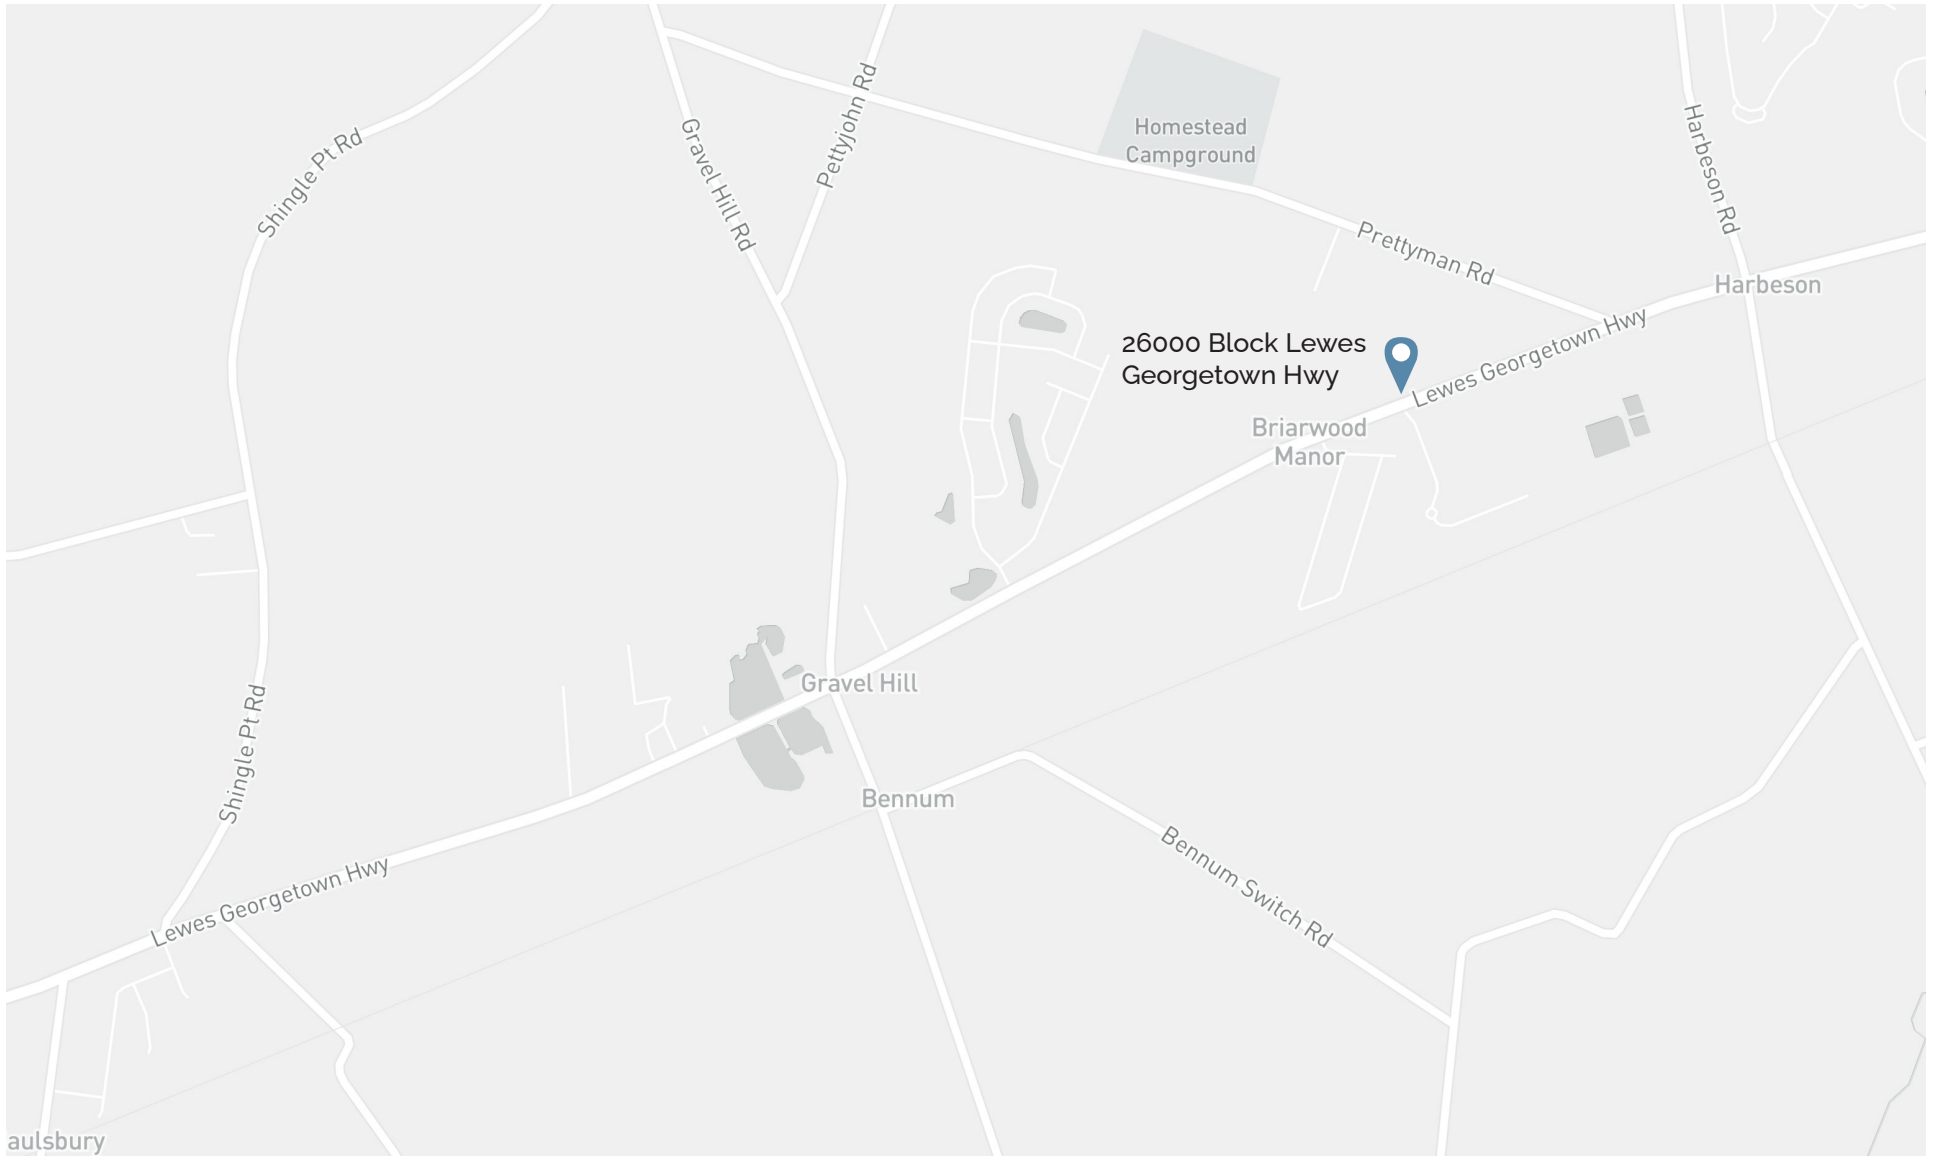 Shingle Pt Rd
Gravel Hill Rd
Pettyjohn Rd
Homestead
Campground
Harbeson Rd
Prettyman Rd
Harbeson
26000 Block Lewes
Georgetown Hwy
Lewes Georgetown Hwy
Briarwood
Manor
Gravel Hill
Shingle Pt Rd
Bennum
Bennum Switch Rd
Lewes Georgetown Hwy
aulsbury